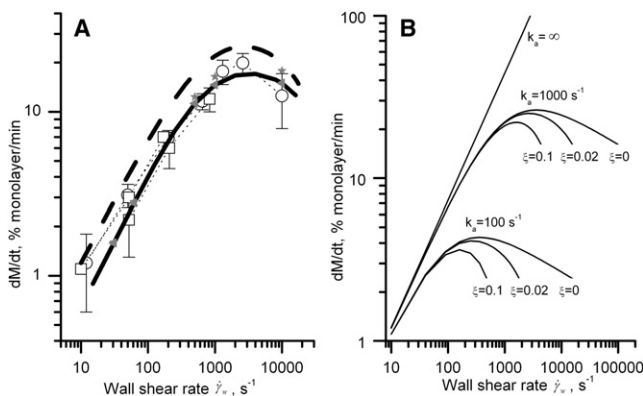 A
dM/dt, % monolayer/min
10
1
10 100 1000 10000
Wall shear rate γ̇w , s-1
B
dM/dt, % monolayer/min
100
10
1
ka= ∞
ka=1000 s-1
ξ=0.1 ξ=0.02 ξ=0
ka=100 s-1
ξ=0.1 ξ=0.02 ξ=0
10 100 1000 10000 100000
Wall shear rate γ̇w , s-1